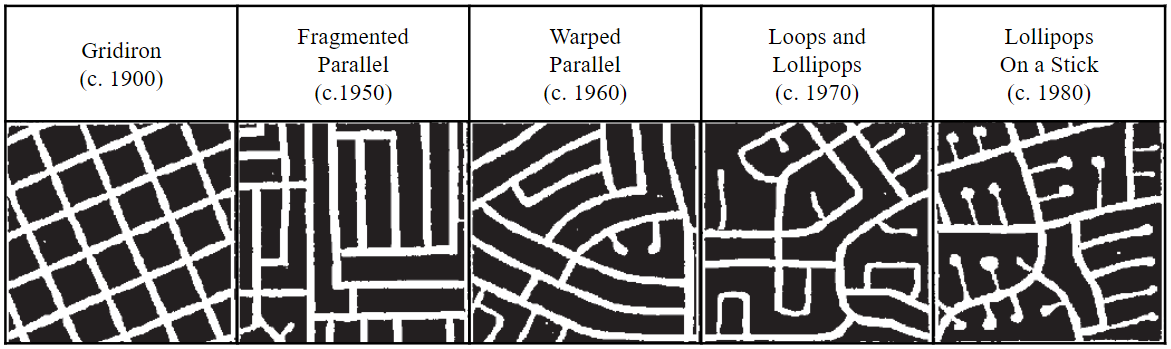 Gridiron
(c. 1900)
Fragmented
Parallel
(c.1950)
Warped
Parallel
(c. 1960)
Loops and
Lollipops
(c. 1970)
Lollipops
On a Stick
(c. 1980)